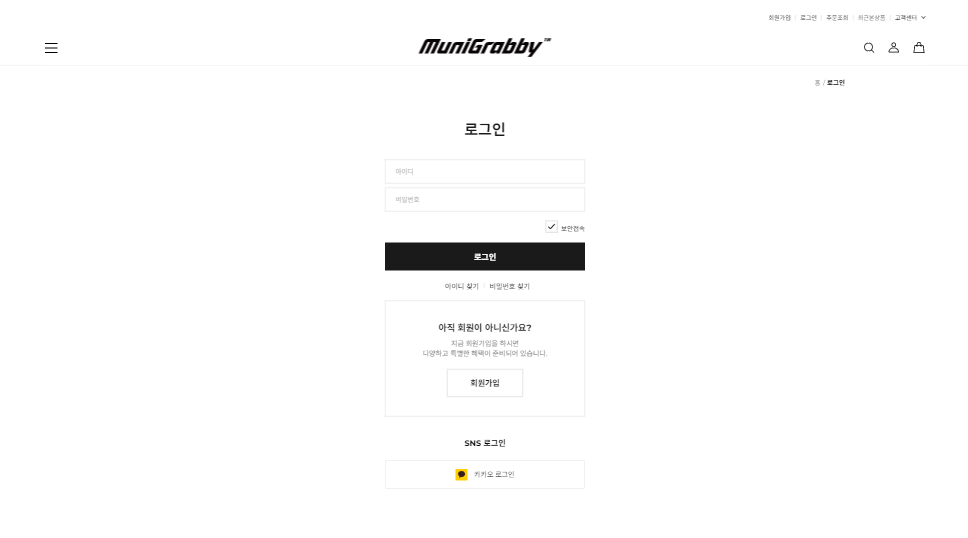 회원가입 로그인 주문조회 최근본상품 고객센터
MuniGrabby™
홈 / 로그인
로그인
아이디
비밀번호
보안접속
로그인
아이디 찾기 비밀번호 찾기
아직 회원이 아니신가요?
지금 회원가입을 하시면
다양하고 특별한 혜택이 준비되어 있습니다.
회원가입
SNS 로그인
카카오 로그인